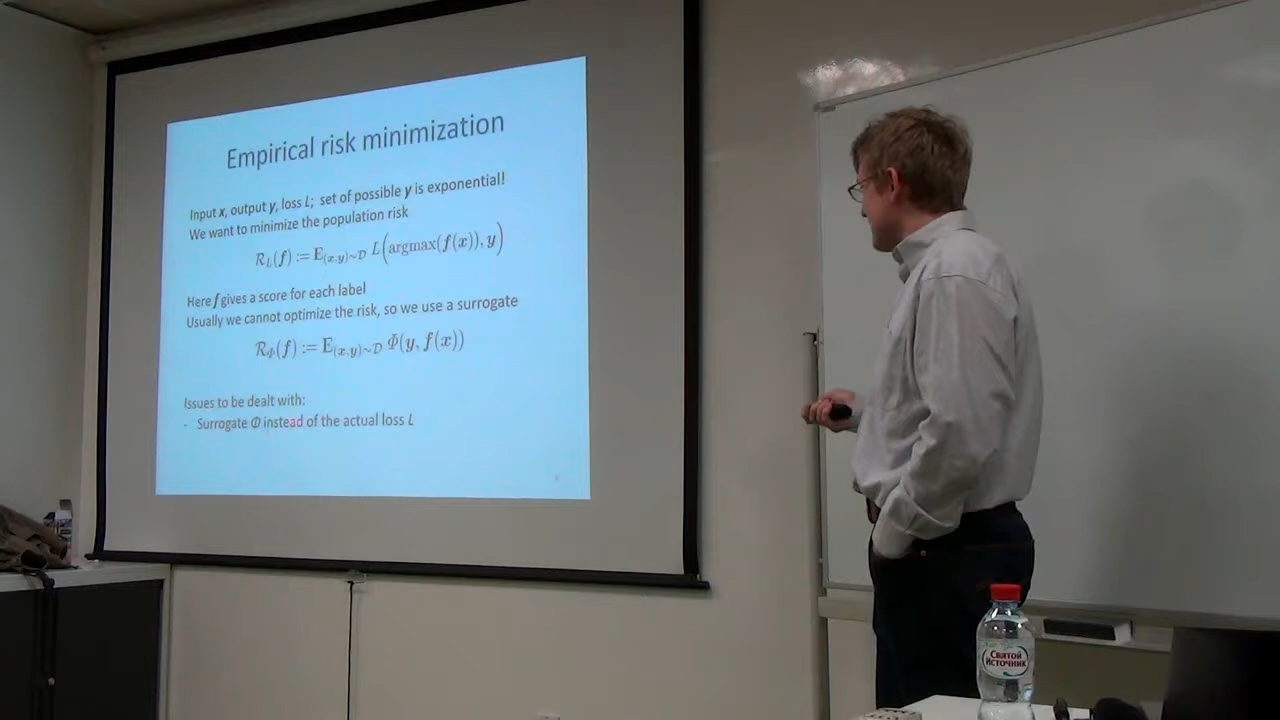 Empirical risk minimization
Input x, output y, loss L; set of possible y is exponential!
We want to minimize the population risk
R_L(f) := E_{(x,y)∼D} L(argmax(f(x)), y)
Here f gives a score for each label
Usually we cannot optimize the risk, so we use a surrogate
R_Φ(f) := E_{(x,y)∼D} Φ(y, f(x))
Issues to be dealt with:
- Surrogate Φ instead of the actual loss L
Святой
Источник